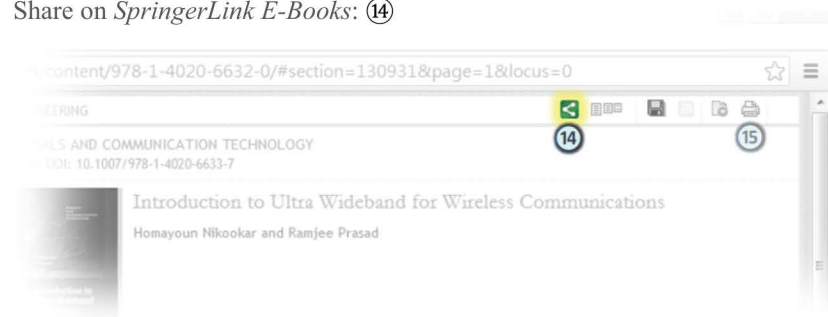 Share on SpringerLink E-Books: ⑭
content/978-1-4020-6632-0/#section=130931&page=1&locus=0
ERING
ALS AND COMMUNICATION TECHNOLOGY
DOI: 10.1007/978-1-4020-6633-7
⑭ ⑮
Introduction to Ultra Wideband for Wireless Communications
Homayoun Nikookar and Ramjee Prasad